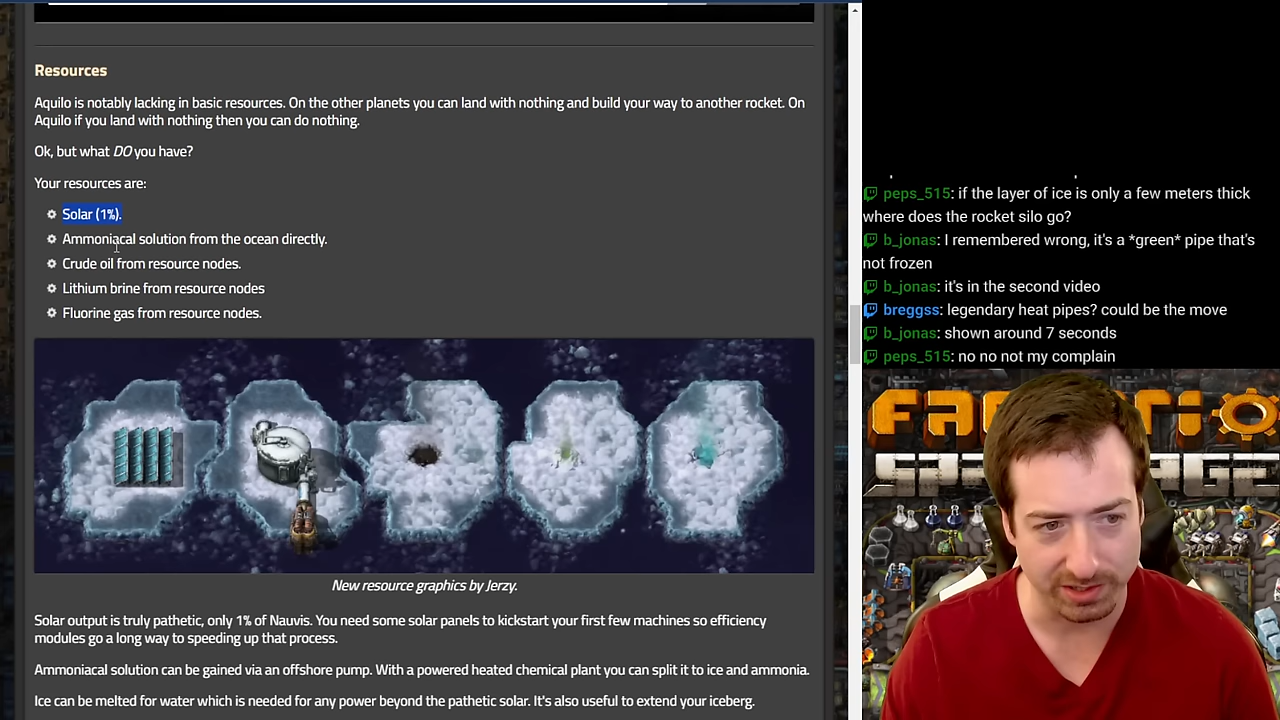 Resources
Aquilo is notably lacking in basic resources. On the other planets you can land with nothing and build your way to another rocket. On
Aquilo if you land with nothing then you can do nothing.
Ok, but what DO you have?
Your resources are:
Solar (1%).
Ammoniacal solution from the ocean directly.
Crude oil from resource nodes.
Lithium brine from resource nodes
Fluorine gas from resource nodes.
New resource graphics by Jerzy.
Solar output is truly pathetic, only 1% of Nauvis. You need some solar panels to kickstart your first few machines so efficiency
modules go a long way to speeding up that process.
Ammoniacal solution can be gained via an offshore pump. With a powered heated chemical plant you can split it to ice and ammonia.
Ice can be melted for water which is needed for any power beyond the pathetic solar. It's also useful to extend your iceberg.
peps_515: if the layer of ice is only a few meters thick
where does the rocket silo go?
b_jonas: I remembered wrong, it's a *green* pipe that's
not frozen
b_jonas: it's in the second video
breggss: legendary heat pipes? could be the move
b_jonas: shown around 7 seconds
peps_515: no no not my complain